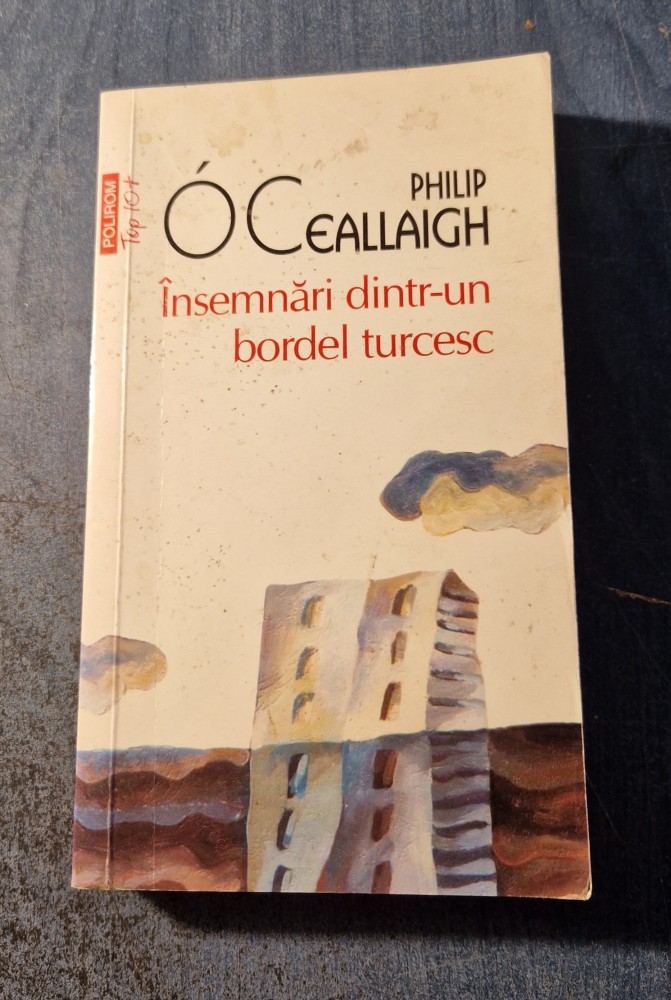 POLIROM
Top 10+
PHILIP
Ó CEALLAIGH
Însemnări dintr-un
bordel turcesc